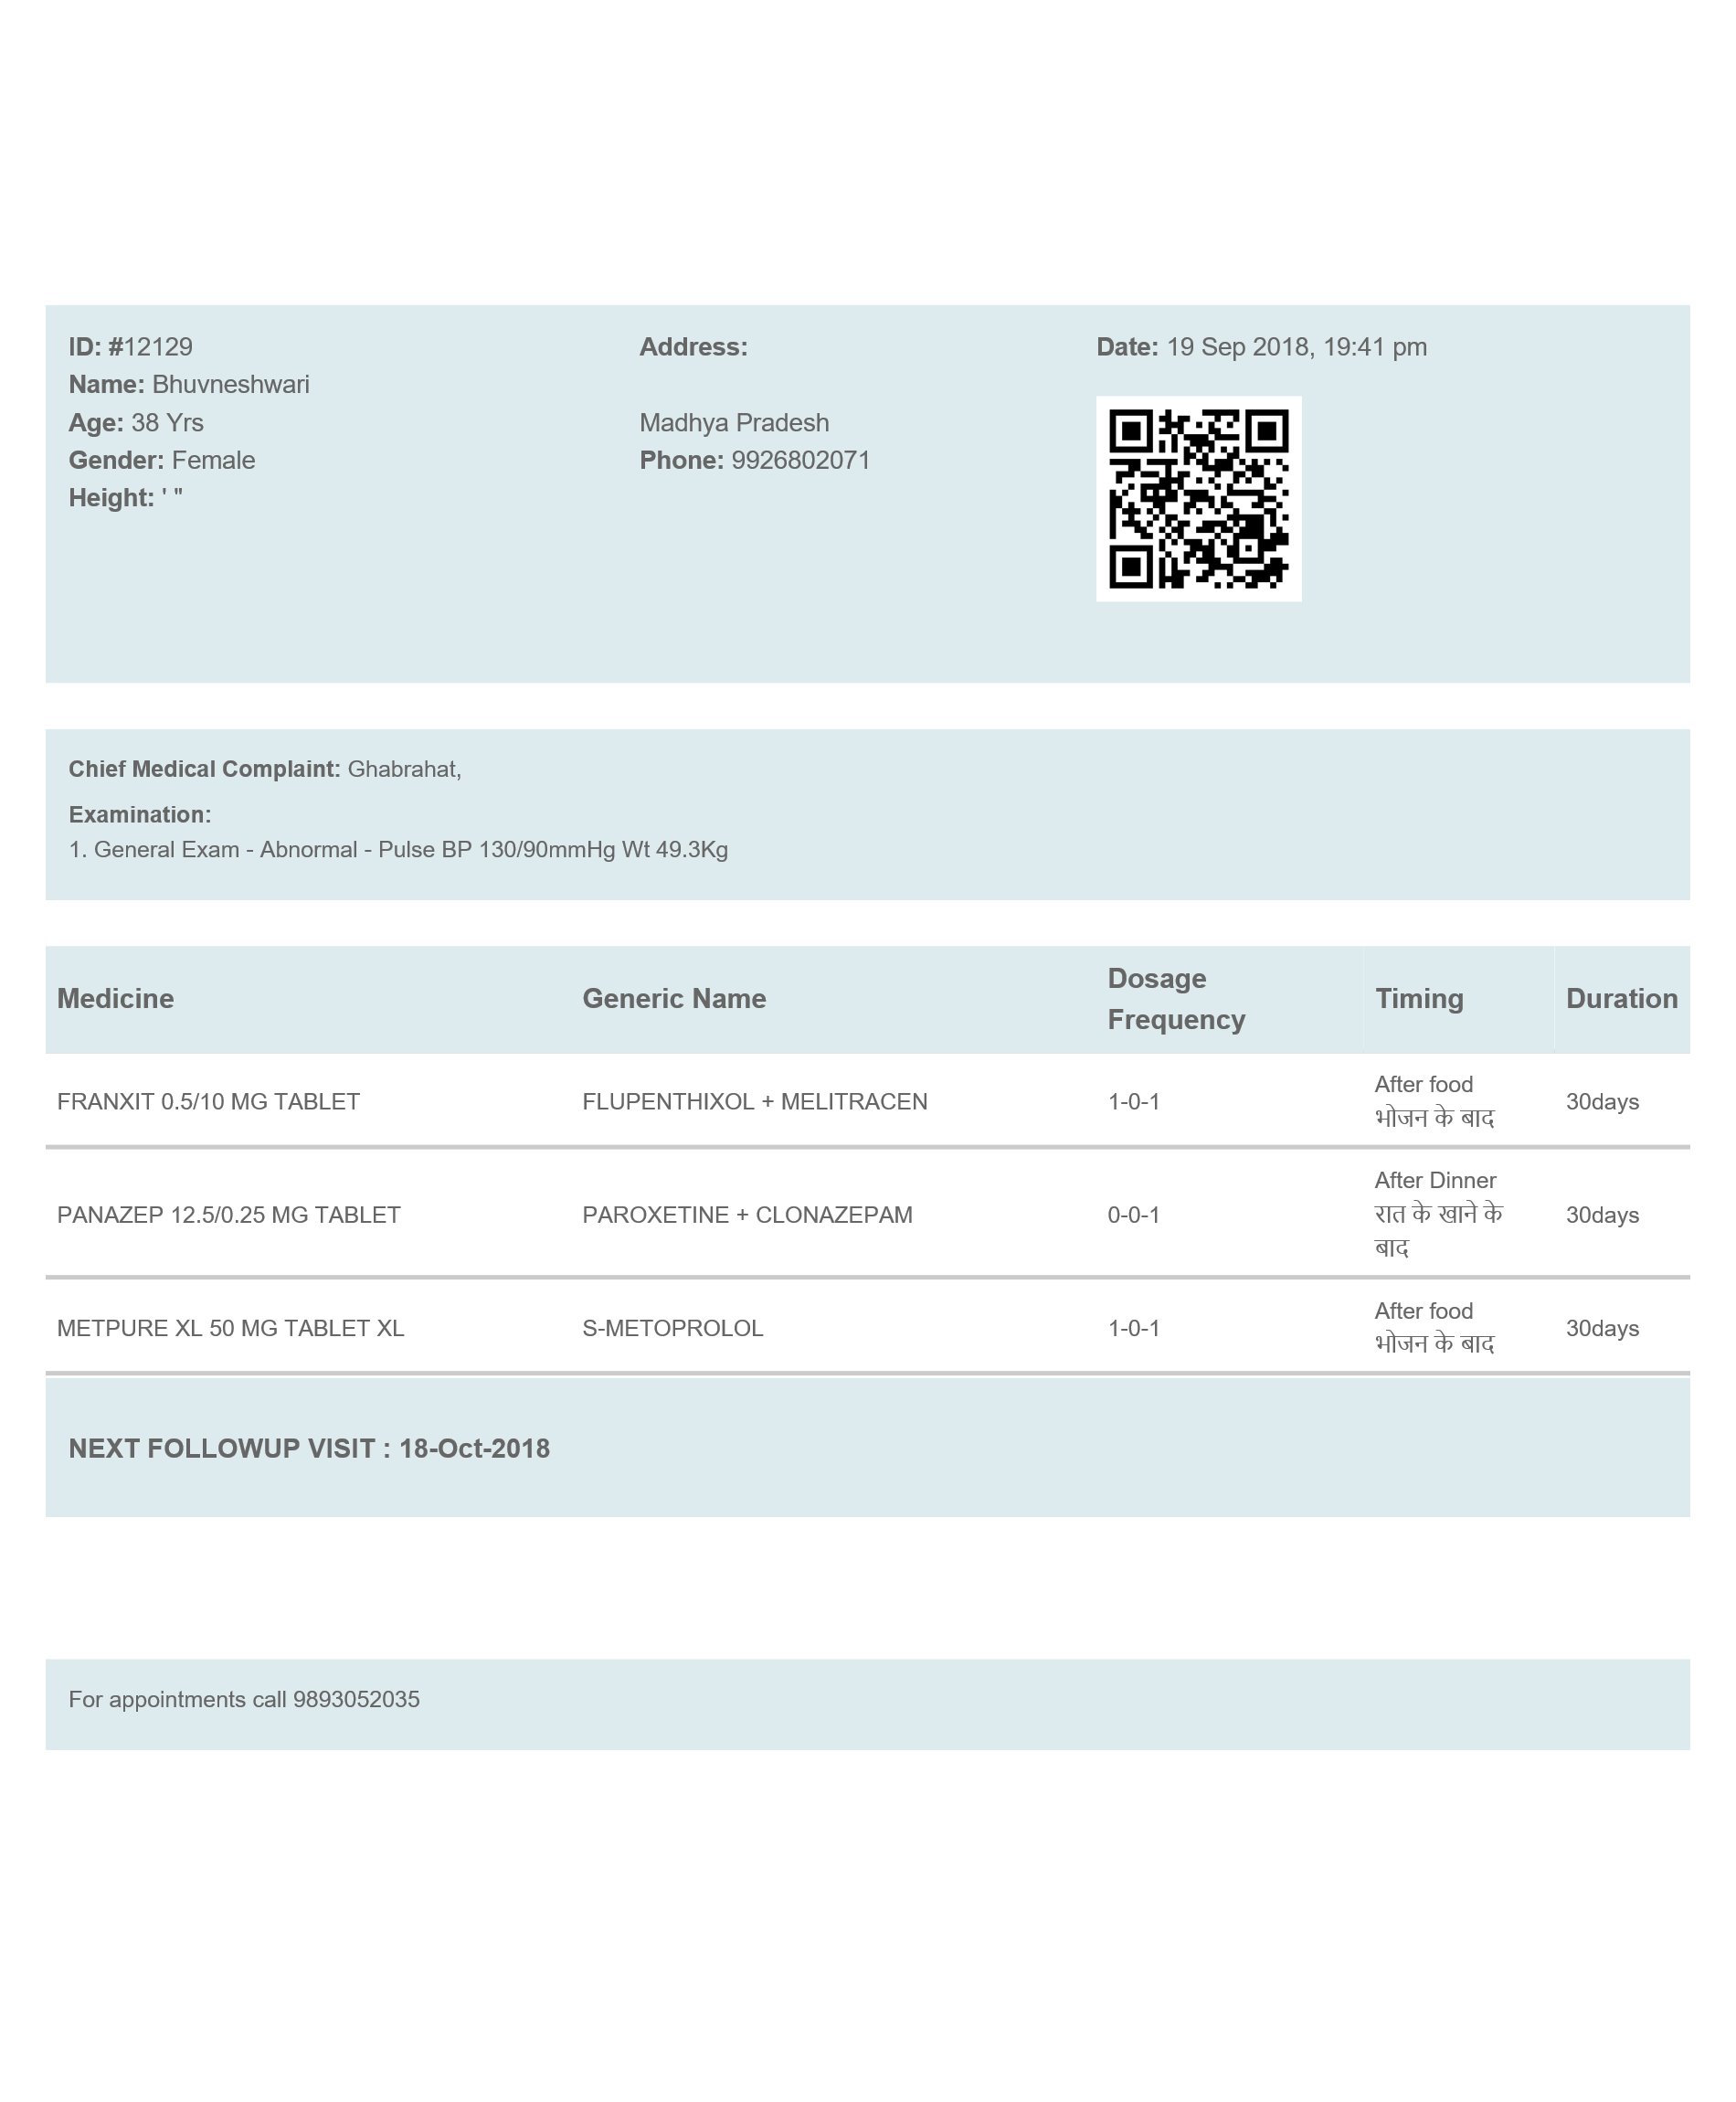 ID: #12129
Name: Bhuvneshwari
Age: 38 Yrs
Gender: Female
Height: ' "
Address:
Madhya Pradesh
Phone: 9926802071
Date: 19 Sep 2018, 19:41 pm
Chief Medical Complaint: Ghabrahat,
Examination:
1. General Exam - Abnormal - Pulse BP 130/90mmHg Wt 49.3Kg
Medicine Generic Name Dosage Frequency Timing Duration
FRANXIT 0.5/10 MG TABLET FLUPENTHIXOL + MELITRACEN 1-0-1 After food भोजन के बाद 30days
PANAZEP 12.5/0.25 MG TABLET PAROXETINE + CLONAZEPAM 0-0-1 After Dinner रात के खाने के बाद 30days
METPURE XL 50 MG TABLET XL S-METOPROLOL 1-0-1 After food भोजन के बाद 30days
NEXT FOLLOWUP VISIT : 18-Oct-2018
For appointments call 9893052035